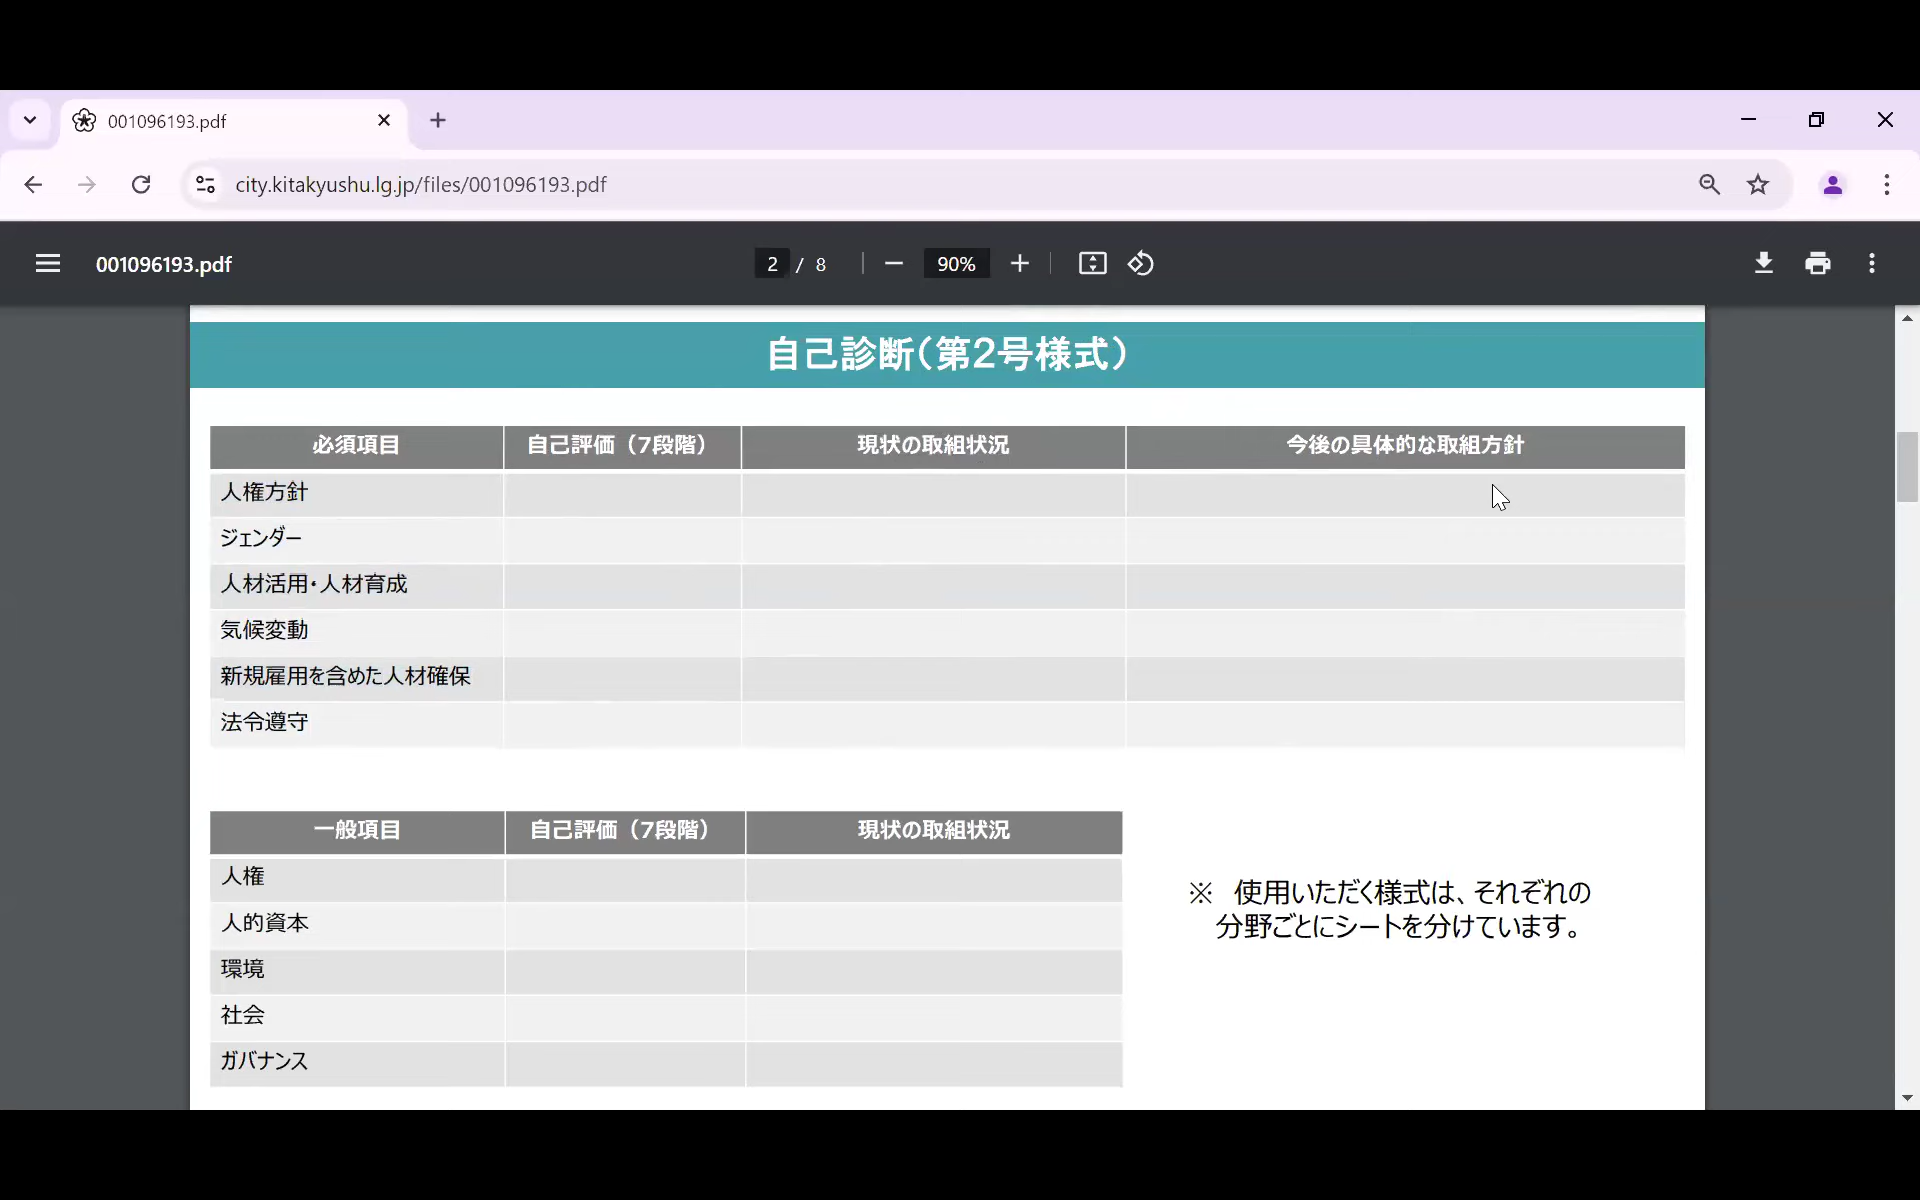 001096193.pdf
city.kitakyushu.lg.jp/files/001096193.pdf
001096193.pdf
2 / 8
90%
自己診断（第2号様式）
必須項目 自己評価（7段階） 現状の取組状況 今後の具体的な取組方針
人権方針
ジェンダー
人材活用・人材育成
気候変動
新規雇用を含めた人材確保
法令遵守
一般項目 自己評価（7段階） 現状の取組状況
人権
人的資本
環境
社会
ガバナンス
※　使用いただく様式は、それぞれの
分野ごとにシートを分けています。